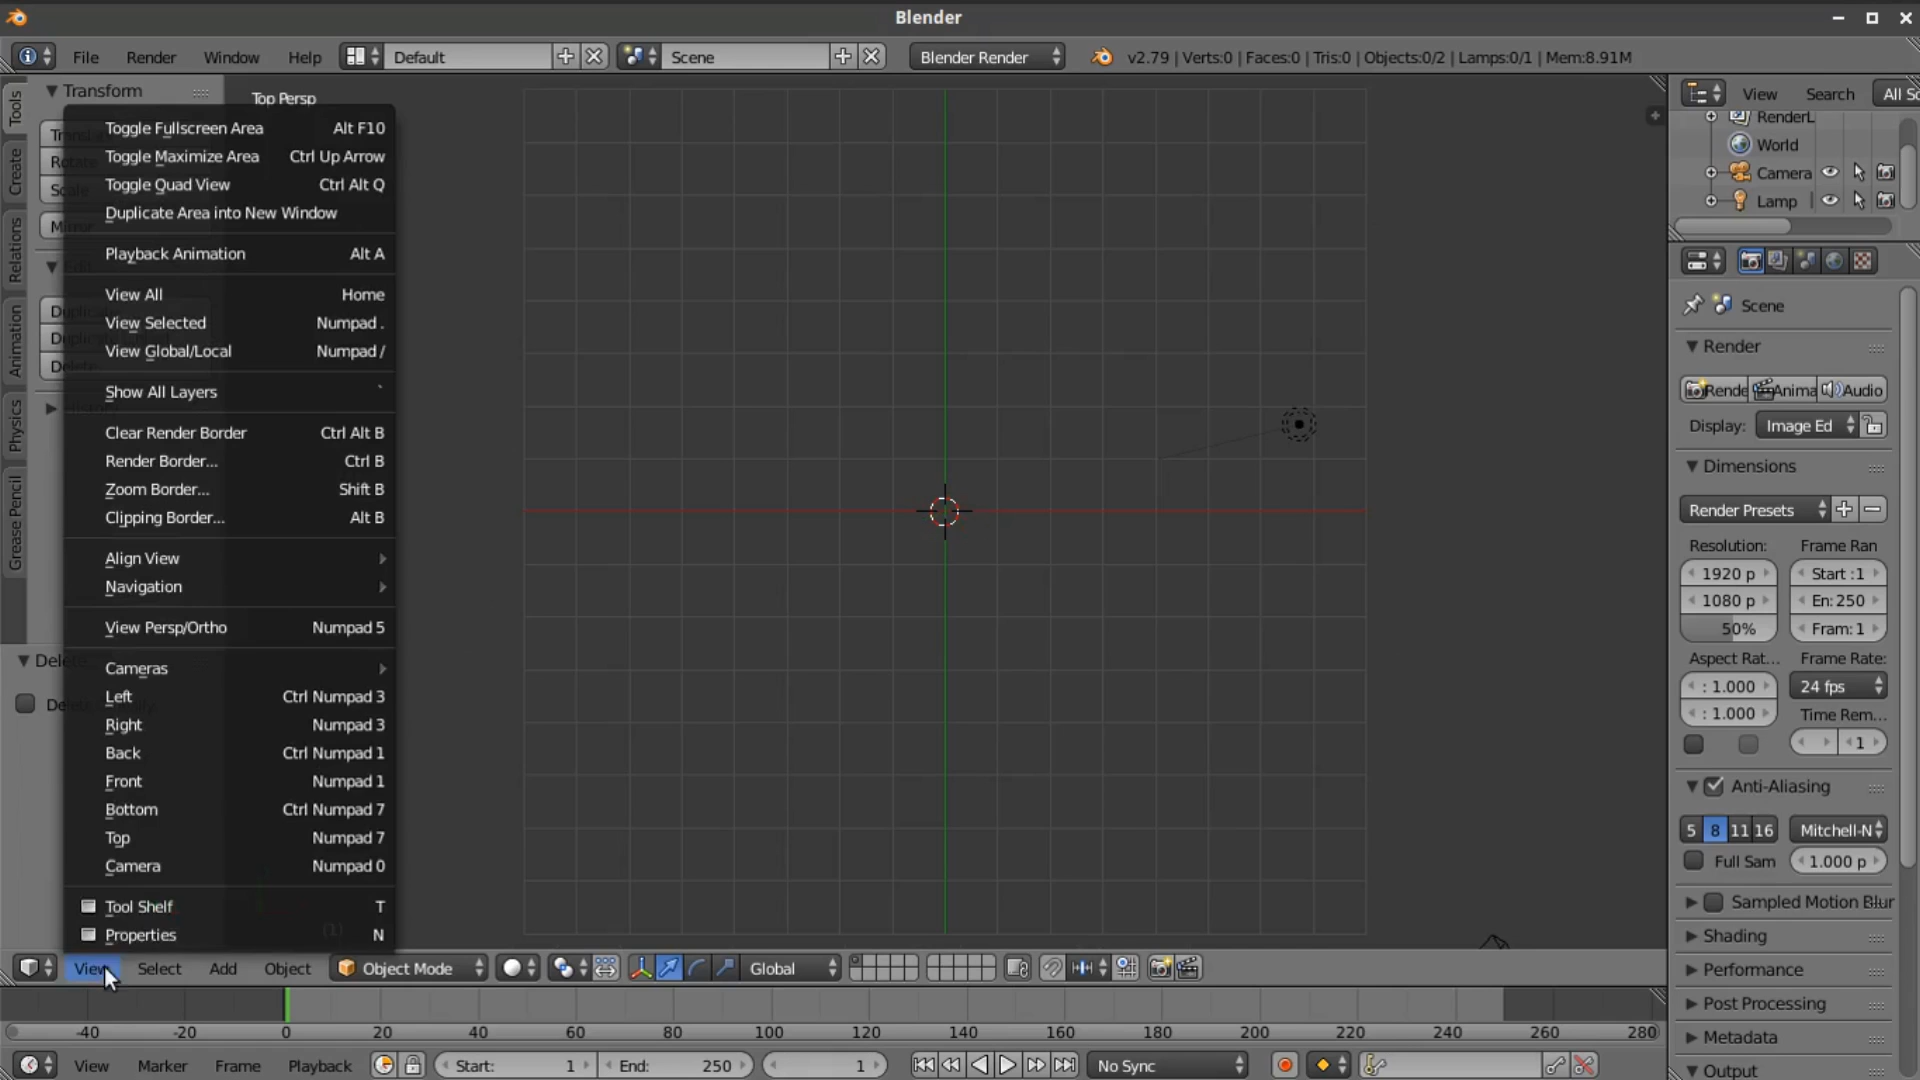 Blender
File Render Window Help Default Scene Blender Render v2.79 | Verts:0 | Faces:0 | Tris:0 | Objects:0/2 | Lamps:0/1 | Mem:8.91M
Tools
Create
Relations
Animation
Physics
Grease Pencil
Transform
Top Persp
Toggle Fullscreen Area Alt F10
Toggle Maximize Area Ctrl Up Arrow
Toggle Quad View Ctrl Alt Q
Duplicate Area into New Window
Playback Animation Alt A
View All Home
View Selected Numpad .
View Global/Local Numpad /
Show All Layers `
Clear Render Border Ctrl Alt B
Render Border... Ctrl B
Zoom Border... Shift B
Clipping Border... Alt B
Align View
Navigation
View Persp/Ortho Numpad 5
Cameras
Left Ctrl Numpad 3
Right Numpad 3
Back Ctrl Numpad 1
Front Numpad 1
Bottom Ctrl Numpad 7
Top Numpad 7
Camera Numpad 0
Tool Shelf T
Properties N
(1)
View Select Add Object Object Mode Global
-40 -20 0 20 40 60 80 100 120 140 160 180 200 220 240 260 280
View Marker Frame Playback Start: 1 End: 250 1 No Sync
View Search All Sc
RenderL
World
Camera
Lamp
Scene
Render
Rende Anima Audio
Display: Image Ed
Dimensions
Render Presets
Resolution: Frame Ran
1920 p Start :1
1080 p En: 250
50% Fram: 1
Aspect Rat... Frame Rate:
: 1.000 24 fps
: 1.000 Time Rem...
1
Anti-Aliasing
5 8 11 16 Mitchell-N
Full Sam 1.000 p
Sampled Motion Blur
Shading
Performance
Post Processing
Metadata
Output